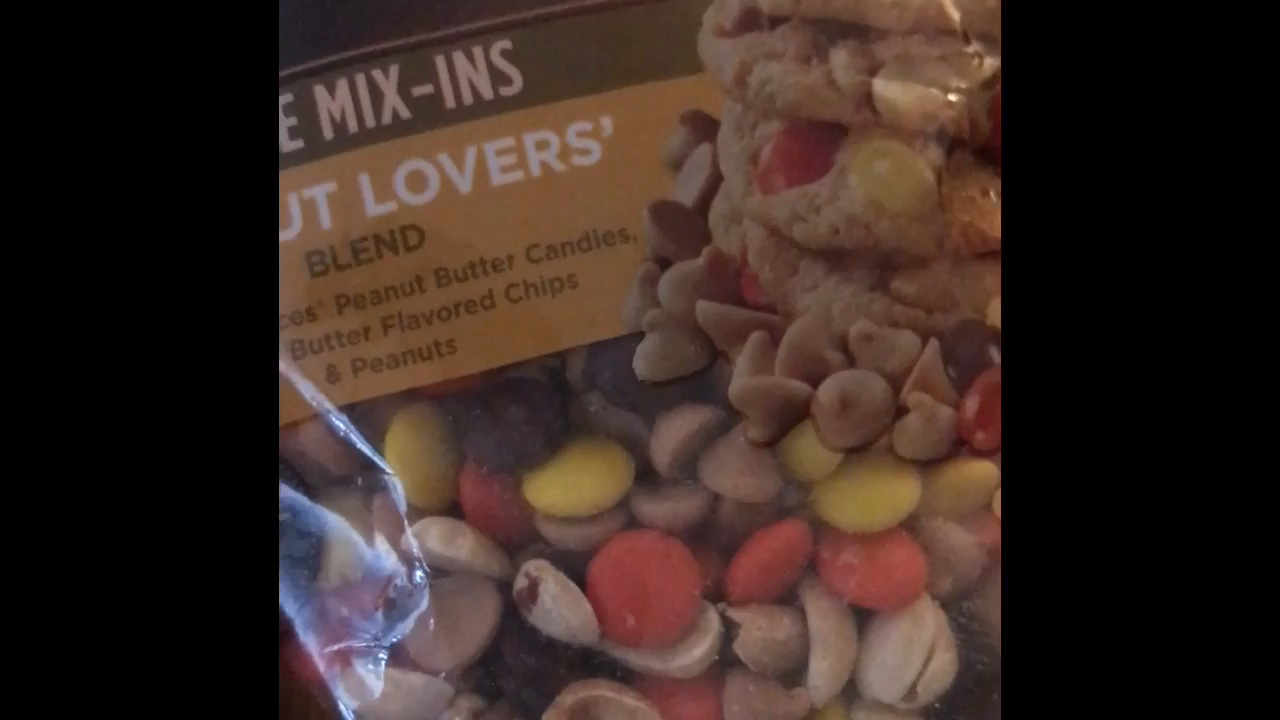 E MIX-INS
UT LOVERS'
BLEND
ces' Peanut Butter Candies,
Butter Flavored Chips
& Peanuts